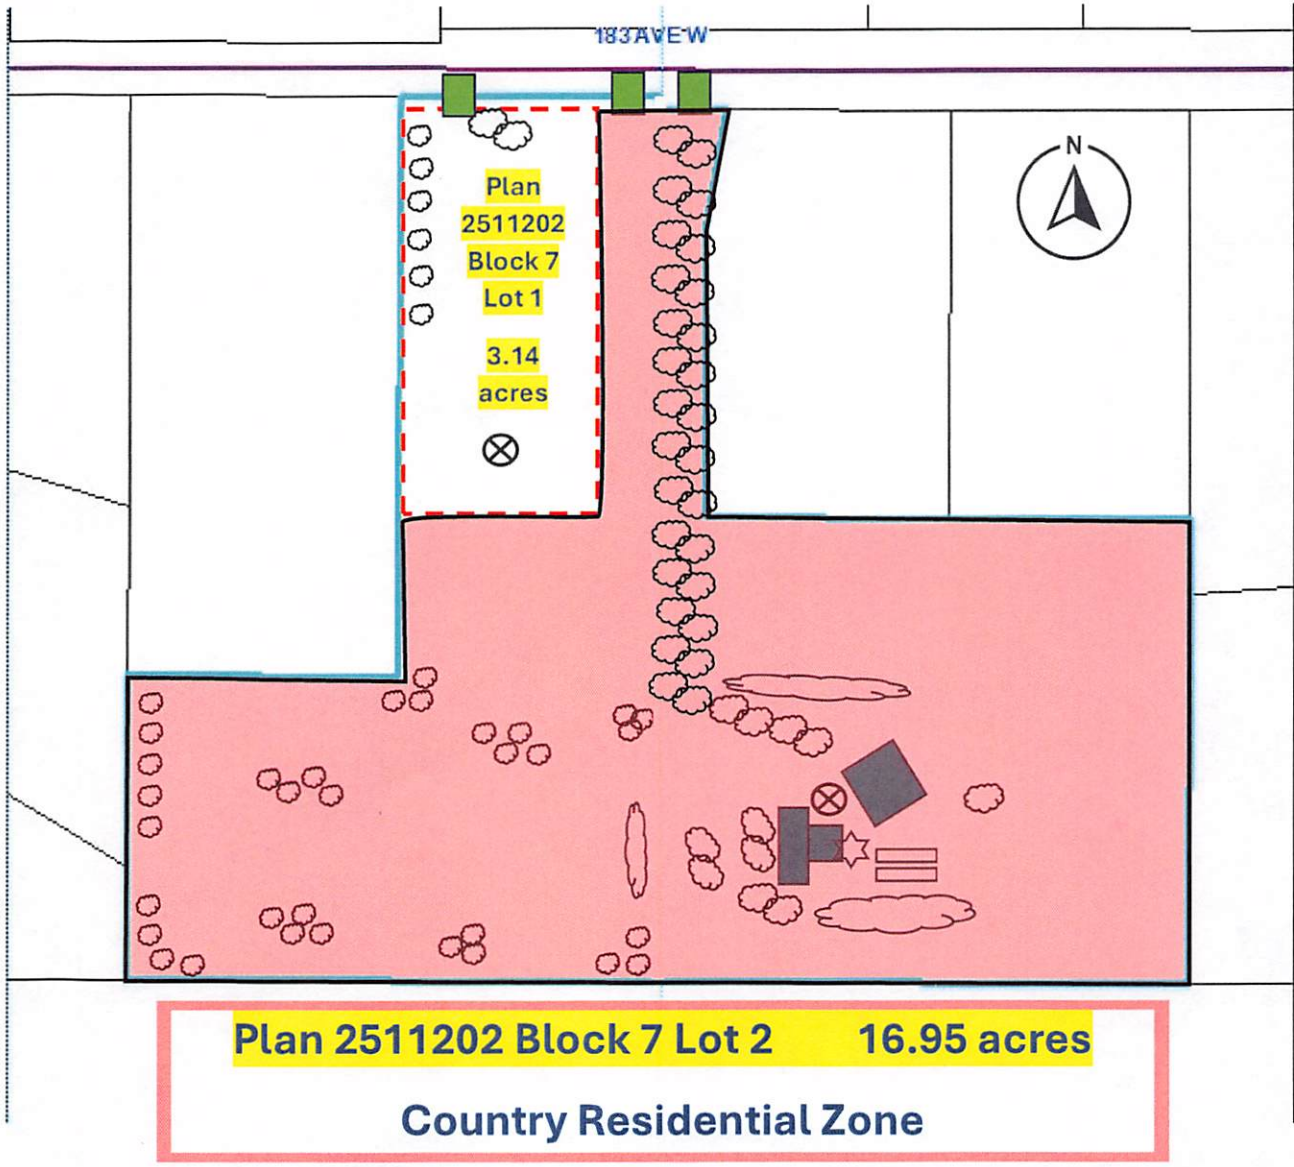 183 AVE W
N
Plan
2511202
Block 7
Lot 1
3.14
acres
Plan 2511202 Block 7 Lot 2 16.95 acres
Country Residential Zone